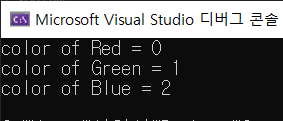 Microsoft Visual Studio 디버그 콘솔
color of Red = 0
color of Green = 1
color of Blue = 2